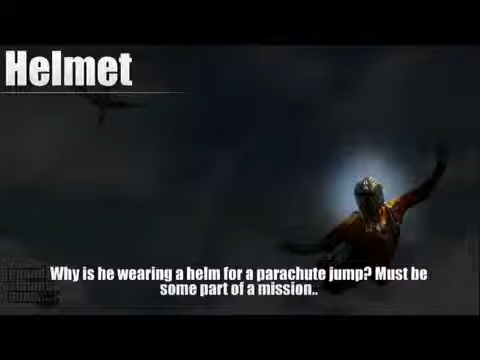 Helmet
Why is he wearing a helm for a parachute jump? Must be
some part of a mission..